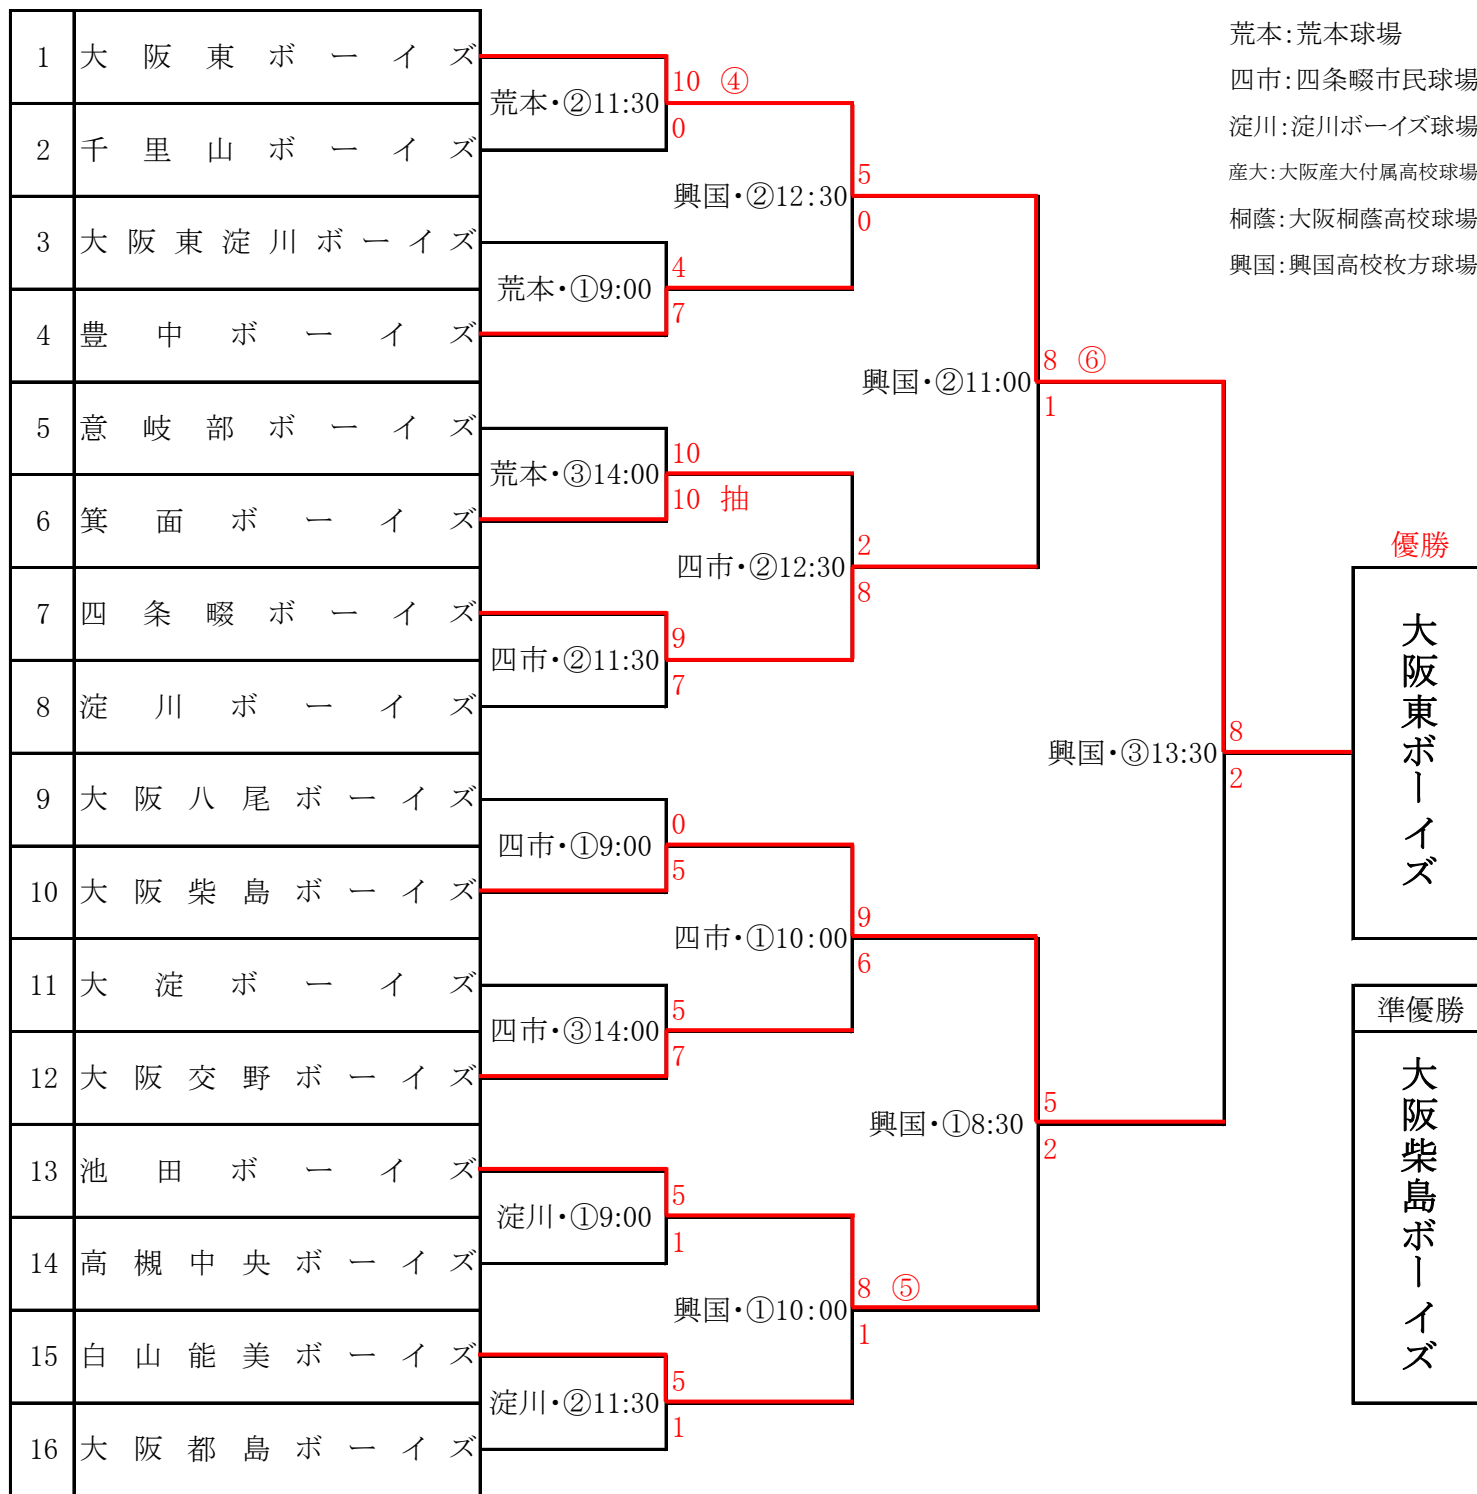 1 大阪東ボーイズ
2 千里山ボーイズ
3 大阪東淀川ボーイズ
4 豊中ボーイズ
5 意岐部ボーイズ
6 箕面ボーイズ
7 四条畷ボーイズ
8 淀川ボーイズ
9 大阪八尾ボーイズ
10 大阪柴島ボーイズ
11 大淀ボーイズ
12 大阪交野ボーイズ
13 池田ボーイズ
14 高槻中央ボーイズ
15 白山能美ボーイズ
16 大阪都島ボーイズ
荒本・②11:30
10 ④
0
荒本・①9:00
4
7
荒本・③14:00
10
10 抽
四市・②11:30
9
7
四市・①9:00
0
5
四市・③14:00
5
7
淀川・①9:00
5
1
淀川・②11:30
5
1
興国・②12:30
5
0
四市・②12:30
2
8
四市・①10:00
9
6
興国・①10:00
8 ⑤
1
興国・②11:00
8 ⑥
1
興国・①8:30
5
2
興国・③13:30
8
2
荒本:荒本球場
四市:四条畷市民球場
淀川:淀川ボーイズ球場
産大:大阪産大付属高校球場
桐蔭:大阪桐蔭高校球場
興国:興国高校枚方球場
優勝
大阪東ボーイズ
準優勝
大阪柴島ボーイズ